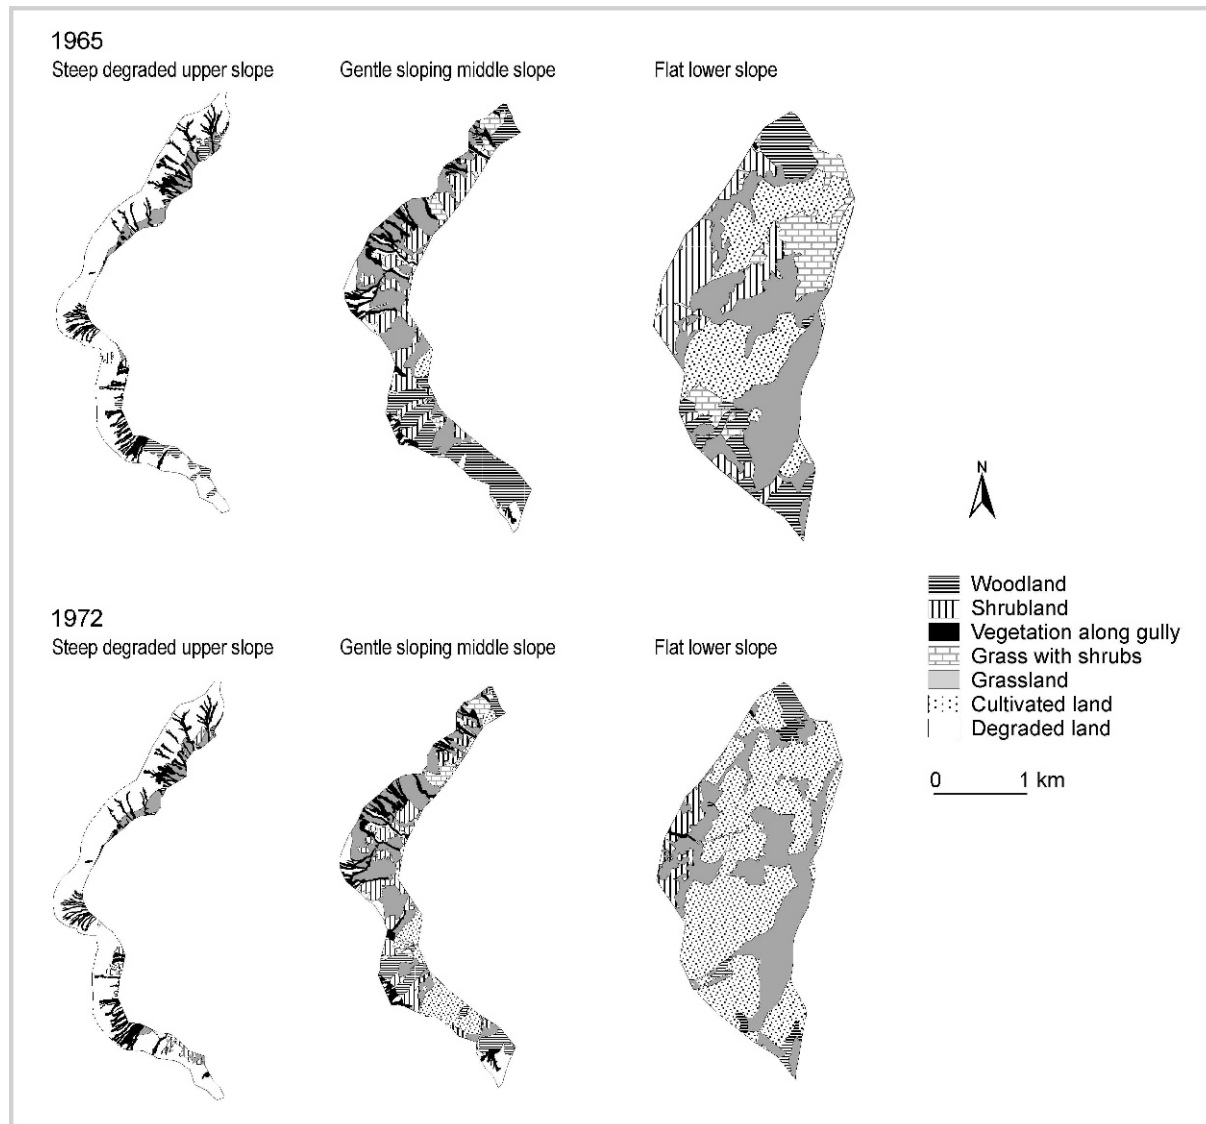 1965
Steep degraded upper slope
Gentle sloping middle slope
Flat lower slope
N
Woodland
Shrubland
Vegetation along gully
Grass with shrubs
Grassland
Cultivated land
Degraded land
0 1 km
1972
Steep degraded upper slope
Gentle sloping middle slope
Flat lower slope